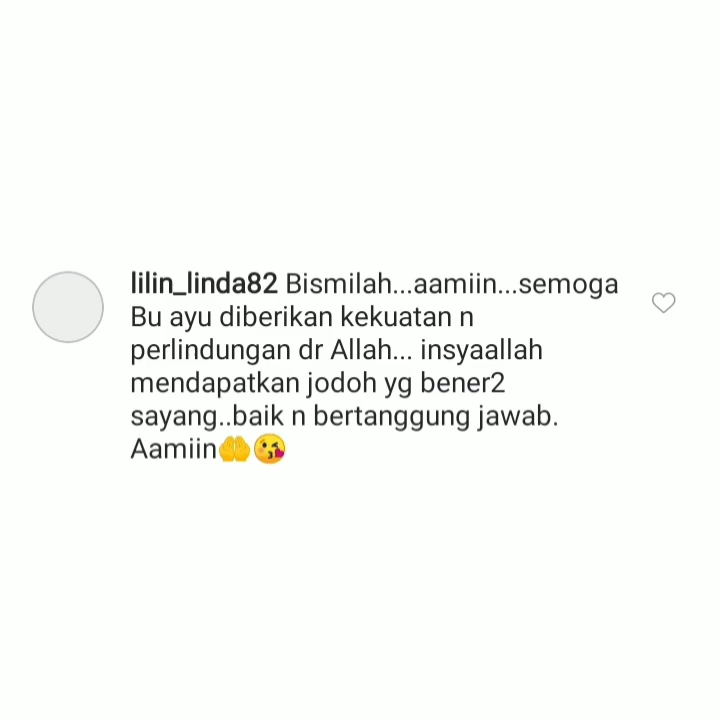 lilin_linda82 Bismilah...aamiin...semoga
Bu ayu diberikan kekuatan n
perlindungan dr Allah... insyaallah
mendapatkan jodoh yg bener2
sayang..baik n bertanggung jawab.
Aamiin🤲😘